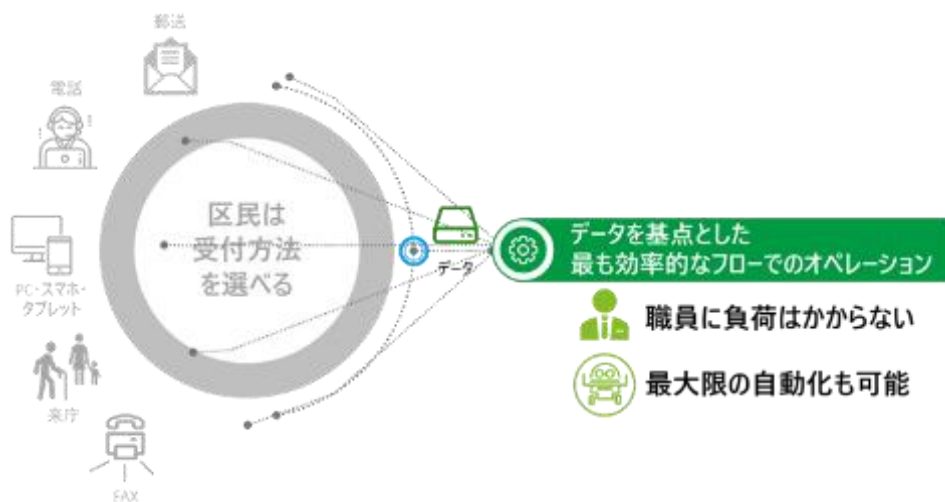 郵送
電話
PC・スマホ・
タブレット
来庁
FAX
区民は
受付方法
を選べる
データ
データを基点とした
最も効率的なフローでのオペレーション
職員に負荷はかからない
最大限の自動化も可能